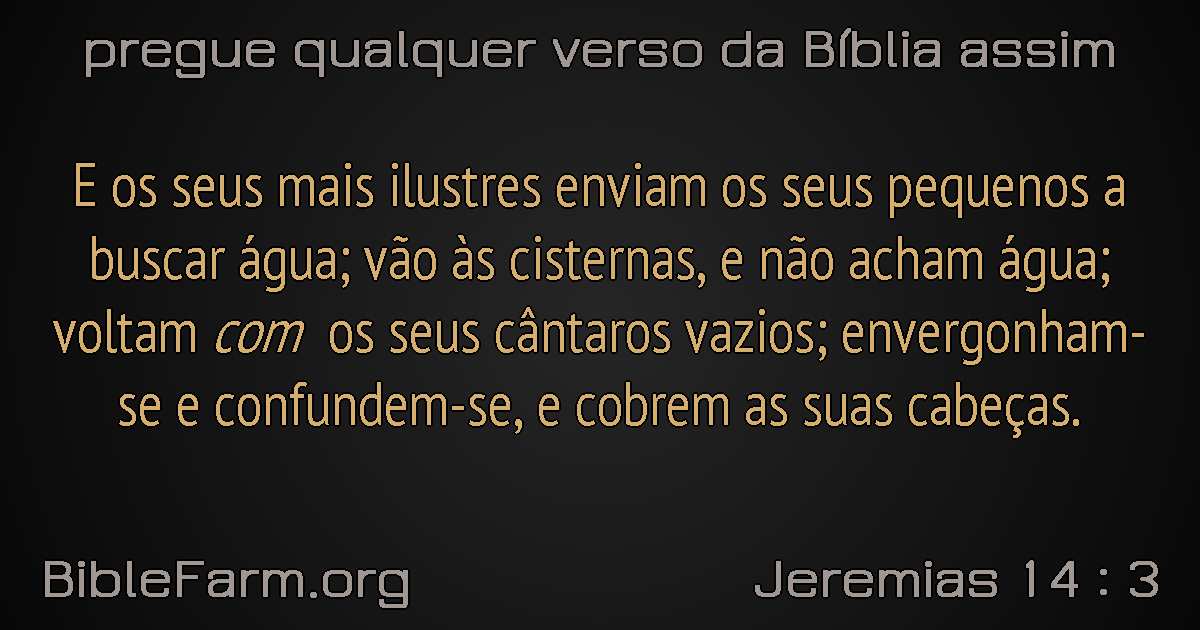 pregue qualquer verso da Bíblia assim
E os seus mais ilustres enviam os seus pequenos a
buscar água; vão às cisternas, e não acham água;
voltam com os seus cântaros vazios; envergonham-
se e confundem-se, e cobrem as suas cabeças.
BibleFarm.org
Jeremias 14 : 3